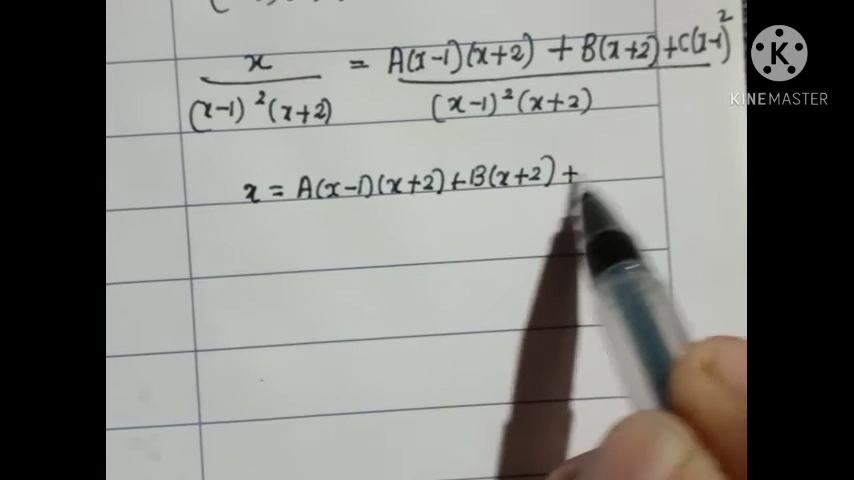 x/(x-1)²(x+2) = A(x-1)(x+2) + B(x+2) + C(x-1)²/(x-1)²(x+2)
x = A(x-1)(x+2) + B(x+2) +
K
KINEMASTER